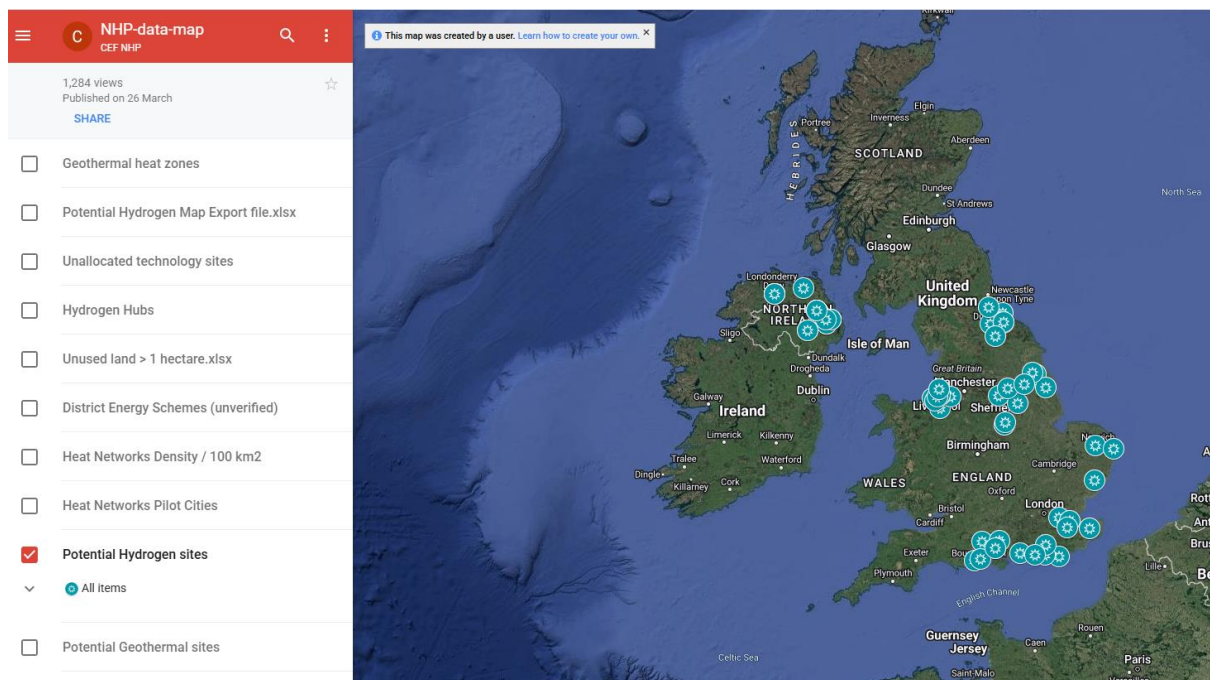 C
NHP-data-map
CEF NHP
1,284 views
Published on 26 March
SHARE
Geothermal heat zones
Potential Hydrogen Map Export file.xlsx
Unallocated technology sites
Hydrogen Hubs
Unused land > 1 hectare.xlsx
District Energy Schemes (unverified)
Heat Networks Density / 100 km2
Heat Networks Pilot Cities
Potential Hydrogen sites
All items
Potential Geothermal sites
This map was created by a user. Learn how to create your own. ×
Kirkwall
Elgin
Inverness
Portree
HEBRIDES
Aberdeen
SCOTLAND
North Sea
Dundee
St Andrews
Edinburgh
Glasgow
Londonderry
United
Kingdom
Newcastle
NORTH
IREL
Sligo
Isle of Man
Dundalk
Drogheda
Great Britain
Manchester
Dublin
Galway
Ireland
Sheffie
Limerick
Kilkenny
Birmingham
Tralee
Waterford
Cambridge
Dingle
Killarney
Cork
WALES
ENGLAND
Oxford
London
Bristol
Cardiff
Exeter
Plymouth
Lille
English Channel
Guernsey
Jersey
Caen
Rouen
Celtic Sea
Saint-Malo
Paris